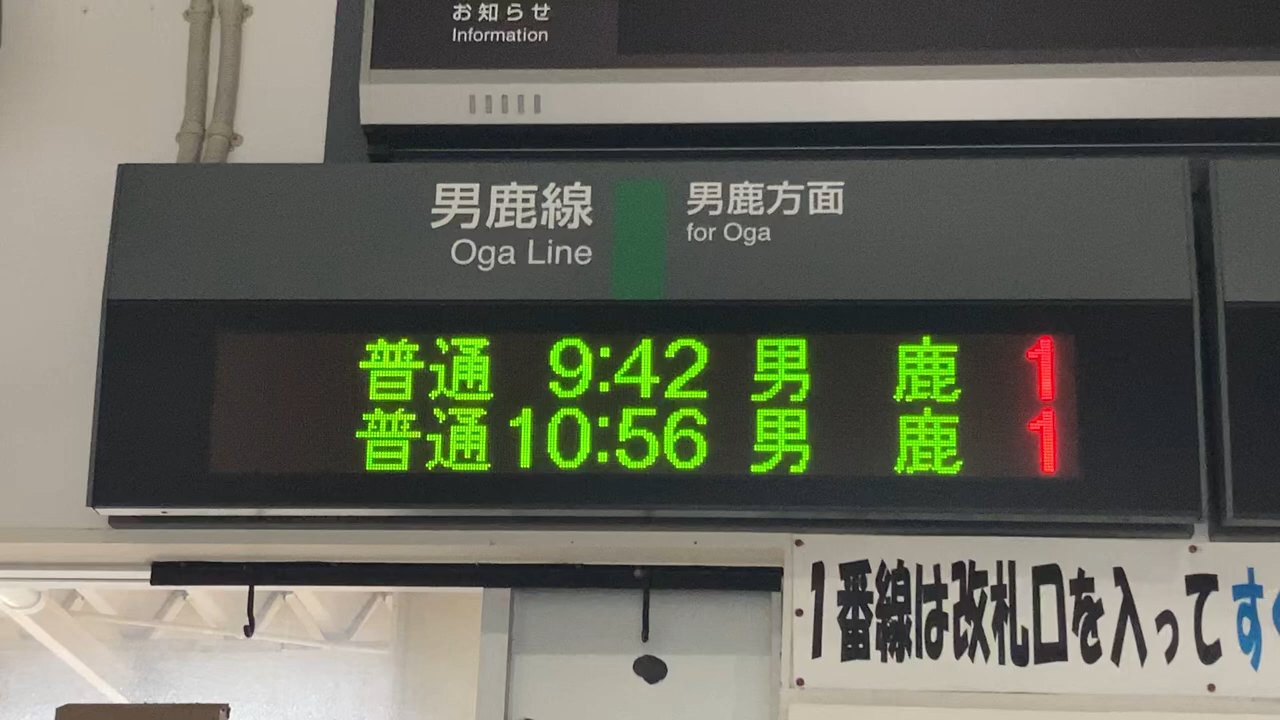 お知らせ
Information
男鹿線
Oga Line
男鹿方面
for Oga
普通 9:42 男 鹿 1
普通 10:56 男 鹿 1
1番線は改札口を入ってす